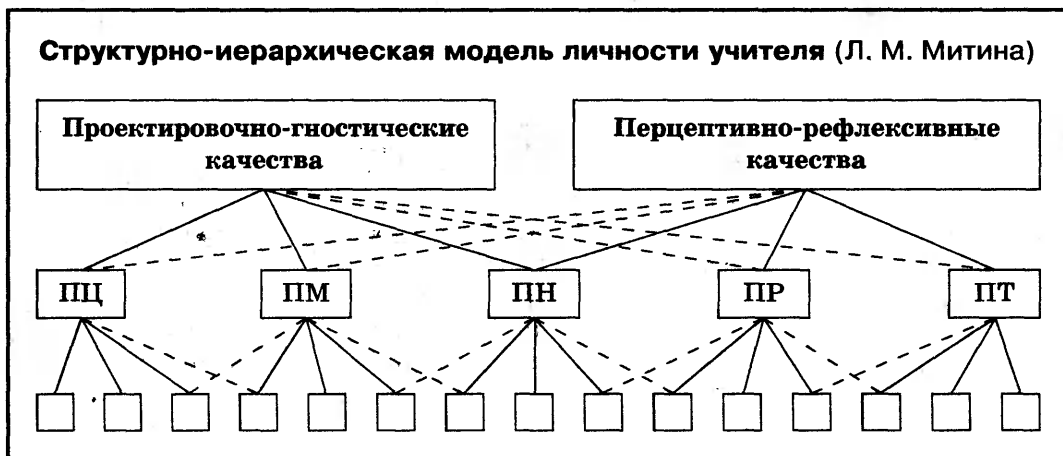 Структурно-иерархическая модель личности учителя (Л. М. Митина)
Проектировочно-гностические
качества
Перцептивно-рефлексивные
качества
ПЦ ПМ ПН ПР ПТ